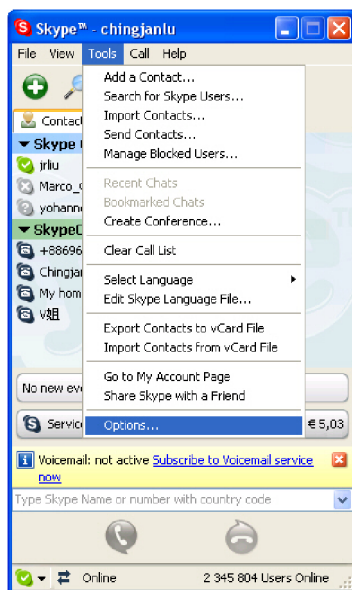 Skype™ - chingjanlu
File View Tools Call Help
Add a Contact...
Search for Skype Users...
Import Contacts...
Send Contacts...
Manage Blocked Users...
Recent Chats
Bookmarked Chats
Create Conference...
Clear Call List
Select Language
Edit Skype Language File...
Export Contacts to vCard File
Import Contacts from vCard File
Go to My Account Page
Share Skype with a Friend
Options...
Contac
Skype
jrliu
Marco_
yohann
Skype
+88696
Chingja
My hom
V姐
No new ev
Servic
€ 5,03
Voicemail: not active Subscribe to Voicemail service
now
Type Skype Name or number with country code
Online 2 345 804 Users Online